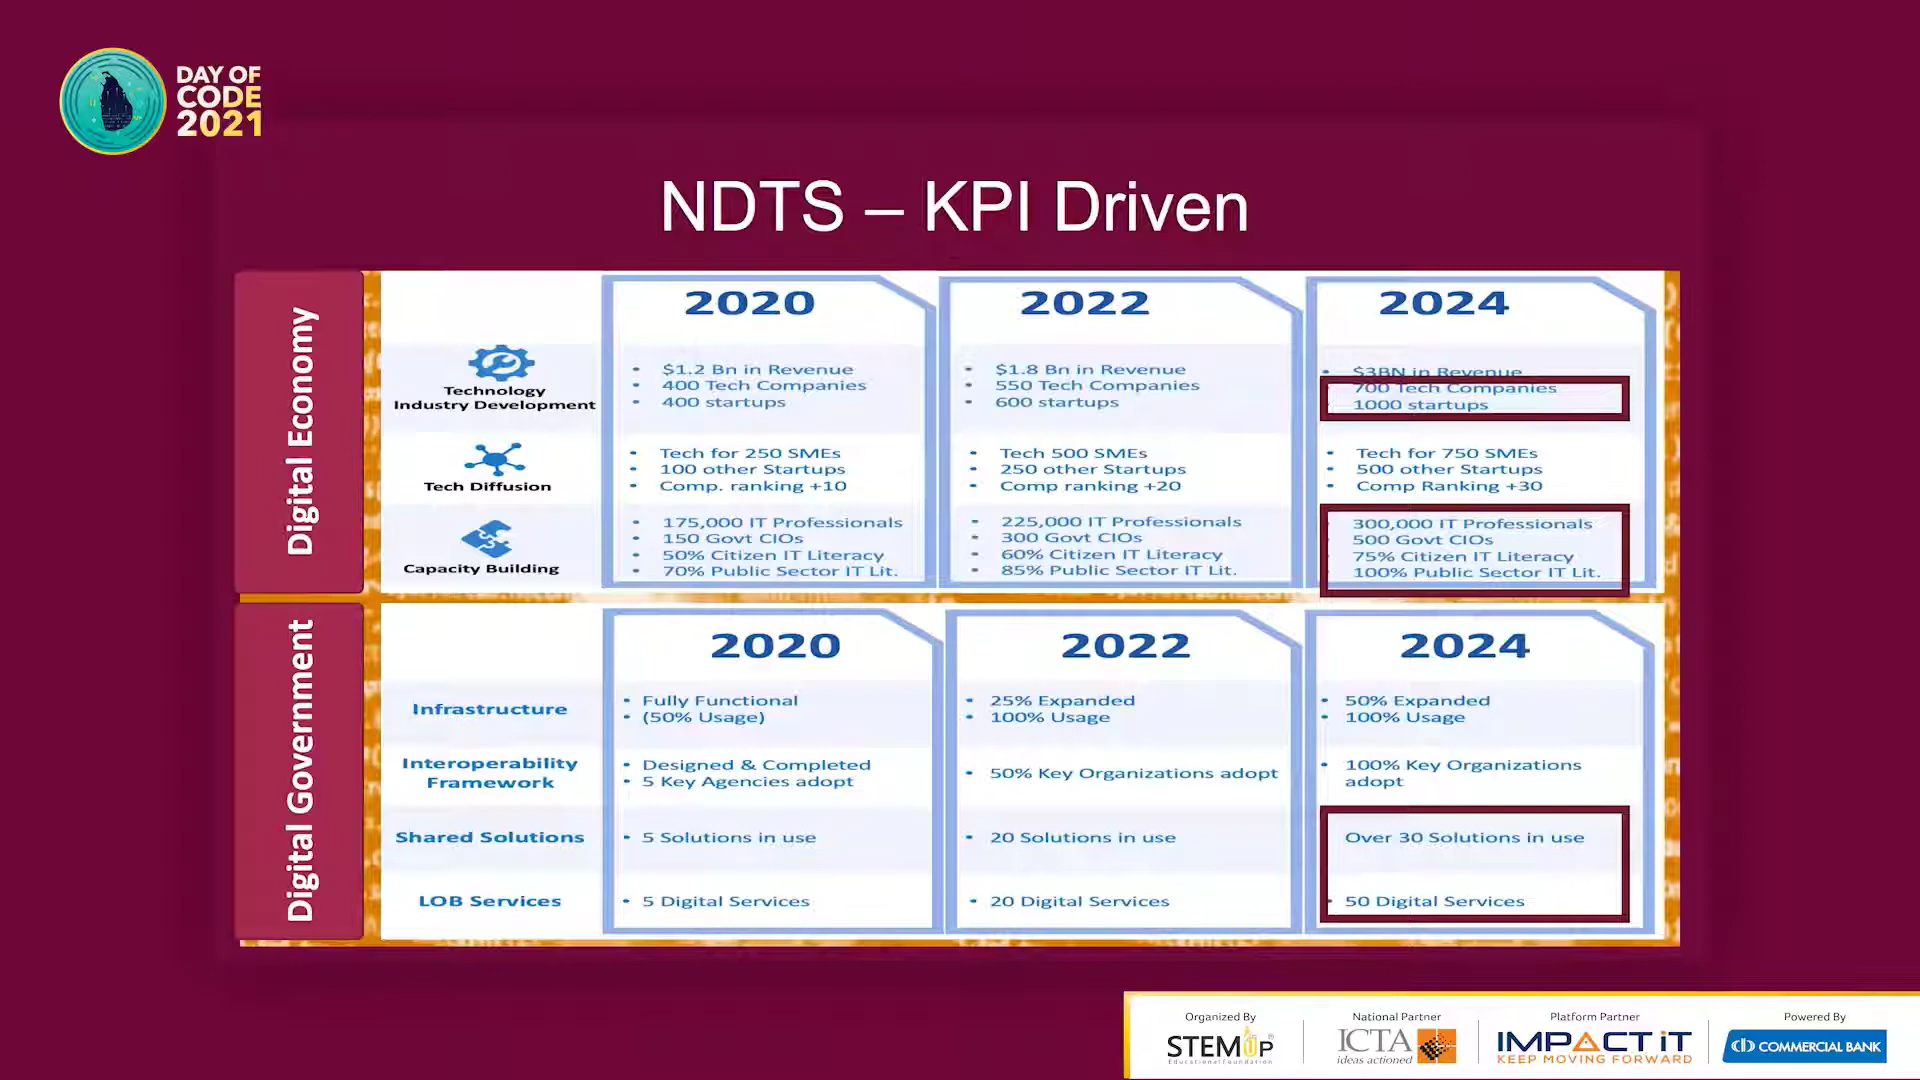 DAY OF
CODE
2021
NDTS – KPI Driven
Digital Economy
2020
2022
2024
Technology
Industry Development
• $1.2 Bn in Revenue
• 400 Tech Companies
• 400 startups
• $1.8 Bn in Revenue
• 550 Tech Companies
• 600 startups
• $3BN in Revenue
700 Tech Companies
1000 startups
Tech Diffusion
• Tech for 250 SMEs
• 100 other Startups
• Comp. ranking +10
• Tech 500 SMEs
• 250 other Startups
• Comp ranking +20
• Tech for 750 SMEs
• 500 other Startups
• Comp Ranking +30
Capacity Building
• 175,000 IT Professionals
• 150 Govt CIOs
• 50% Citizen IT Literacy
• 70% Public Sector IT Lit.
• 225,000 IT Professionals
• 300 Govt CIOs
• 60% Citizen IT Literacy
• 85% Public Sector IT Lit.
300,000 IT Professionals
500 Govt CIOs
75% Citizen IT Literacy
100% Public Sector IT Lit.
Digital Government
2020
2022
2024
Infrastructure
• Fully Functional
• (50% Usage)
• 25% Expanded
• 100% Usage
• 50% Expanded
• 100% Usage
Interoperability
Framework
• Designed & Completed
• 5 Key Agencies adopt
• 50% Key Organizations adopt
• 100% Key Organizations
adopt
Shared Solutions
• 5 Solutions in use
• 20 Solutions in use
Over 30 Solutions in use
LOB Services
• 5 Digital Services
• 20 Digital Services
• 50 Digital Services
Organized By
STEMUP
Educational Foundation
National Partner
ICTA
ideas actioned
Platform Partner
IMPACT iT
KEEP MOVING FORWARD
Powered By
COMMERCIAL BANK